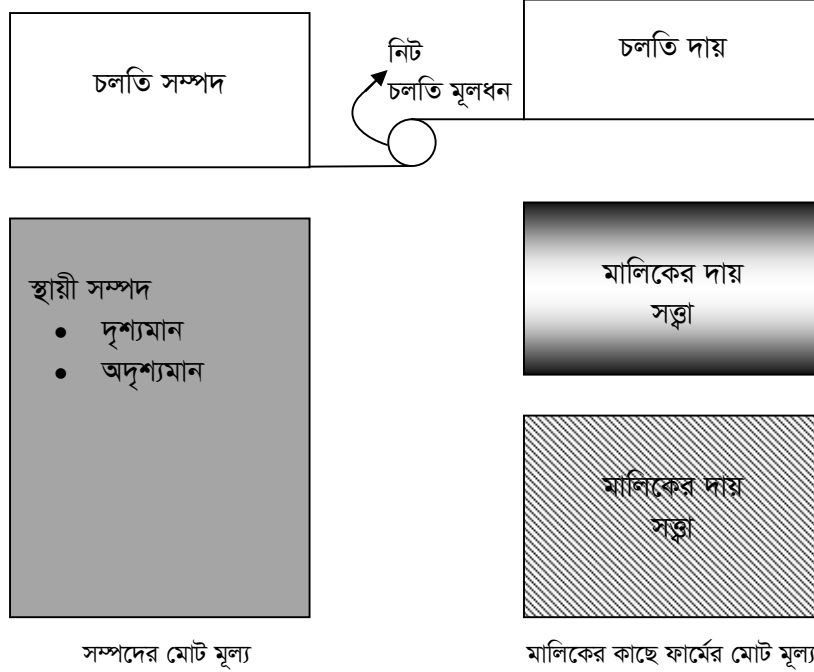 চলতি সম্পদ
নিট
চলতি মূলধন
চলতি দায়
স্থায়ী সম্পদ
● দৃশ্যমান
● অদৃশ্যমান
মালিকের দায়
সত্ত্বা
মালিকের দায়
সত্ত্বা
সম্পদের মোট মূল্য
মালিকের কাছে ফার্মের মোট মূল্য